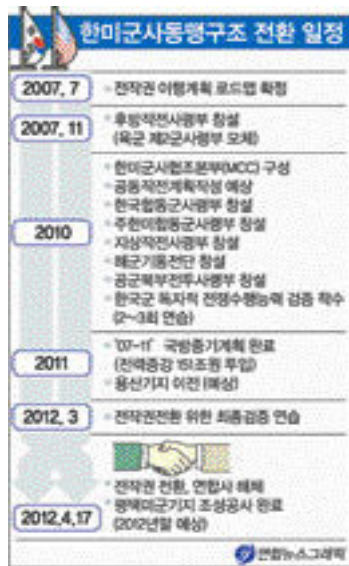 한미군사동맹구조 전환 일정
2007, 7
전작권 이행계획 로드맵 확정
2007, 11
후방작전사령부 창설
(육군 제2군사령부 모체)
2010
한미군사협조본부(MCC) 구성
공동작전계획작성 예상
한국합동군사령부 창설
주한미합동군사령부 창설
지상작전사령부 창설
해군기동전단 창설
공군북부전투사령부 창설
한국군 독자적 전쟁수행능력 검증 착수
(2~3회 연습)
2011
'07-11' 국방중기계획 완료
(전력증강 151조원 투입)
용산기지 이전 (예상)
2012, 3
전작권전환 위한 최종검증 연습
2012,4,17
전작권 전환, 연합사 해체
평택미군기지 조성공사 완료
(2012년말 예상)
연합뉴스그래픽